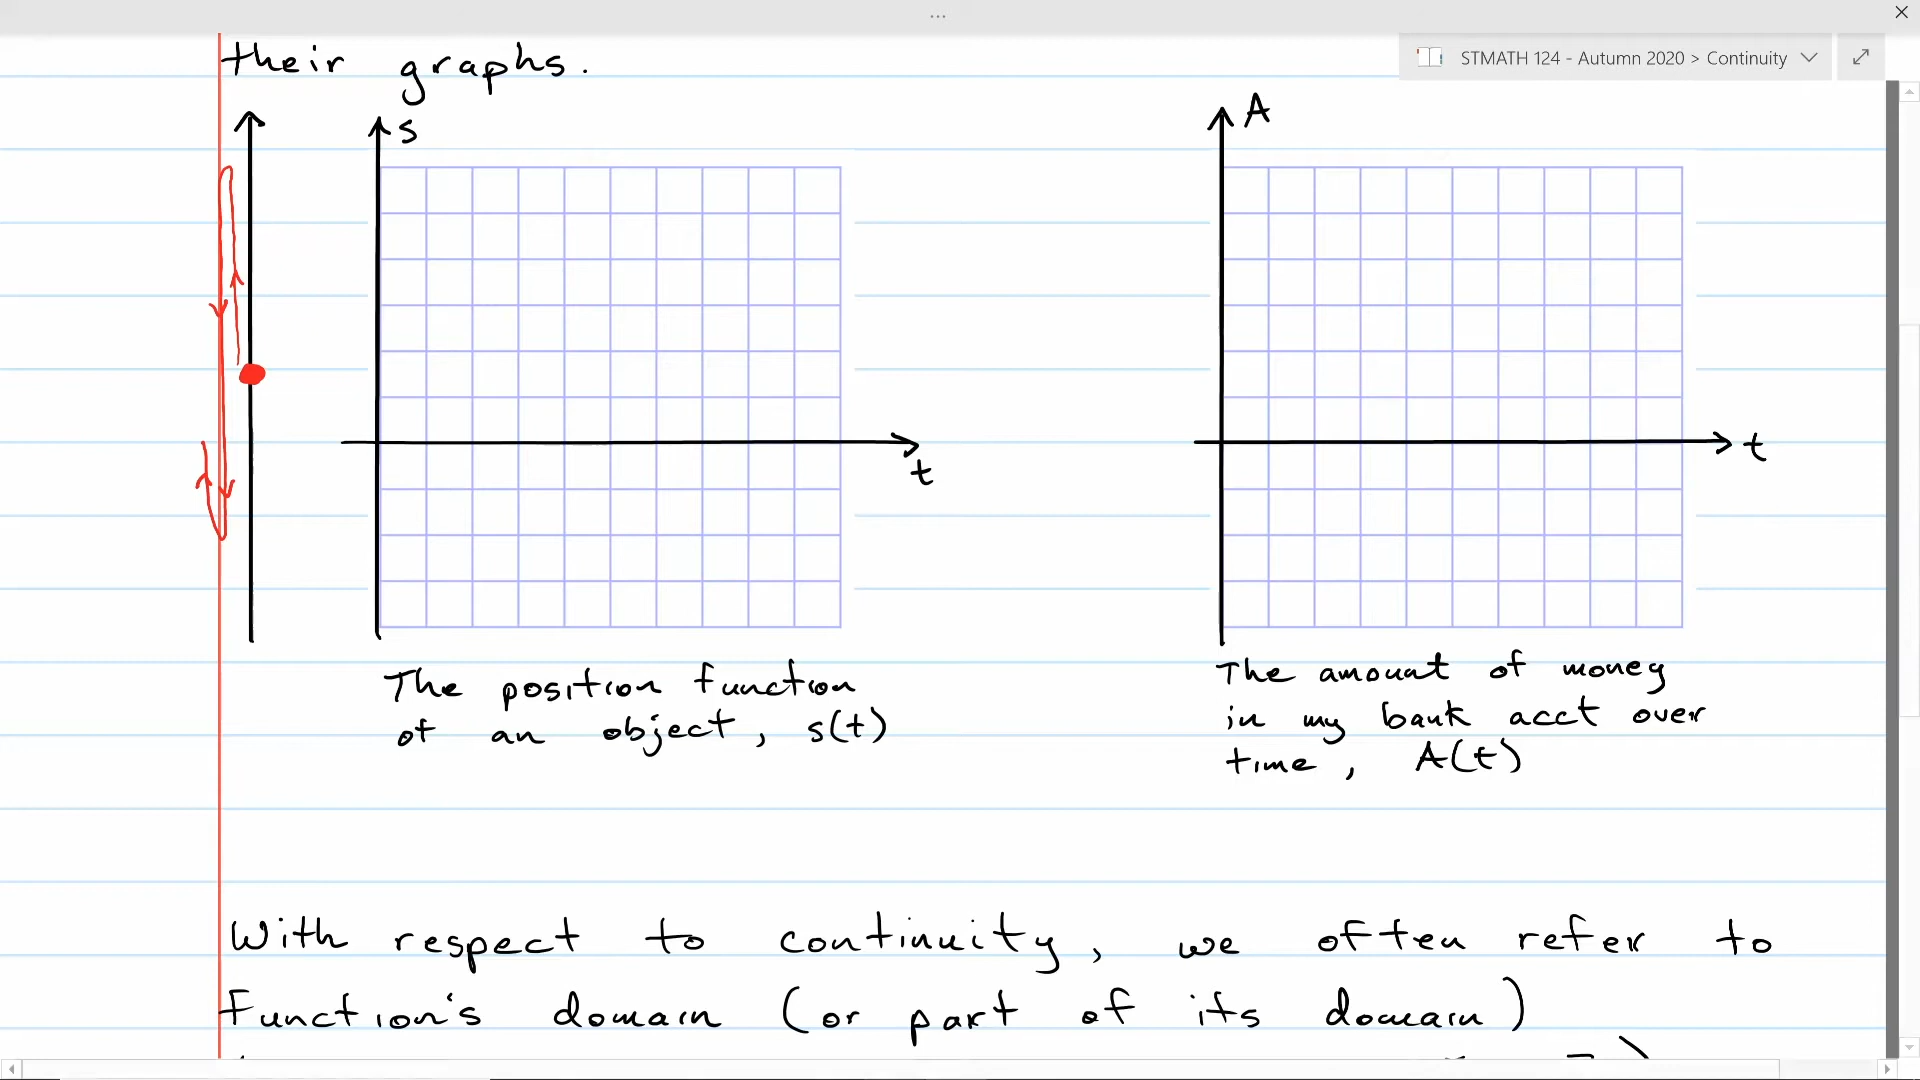 ...
STMATH 124 - Autumn 2020 > Continuity
their graphs.
s
t
The position function
of an object, s(t)
A
t
The amount of money
in my bank acct over
time, A(t)
With respect to continuity, we often refer to
function's domain (or part of its domain)